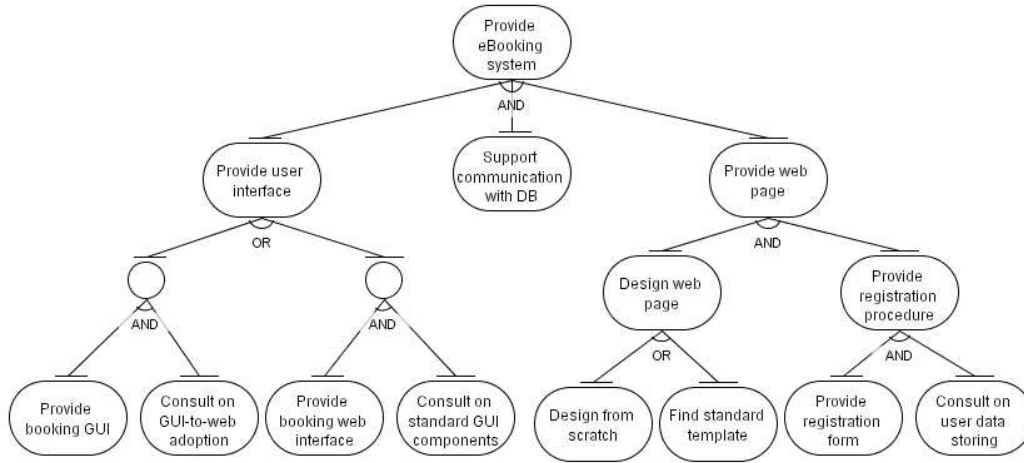 Provide
eBooking
system
AND
Provide user
interface
Support
communication
with DB
Provide web
page
OR
AND
Design web
page
Provide
registration
procedure
AND
AND
OR
AND
Provide
booking GUI
Consult on
GUI-to-web
adoption
Provide
booking web
interface
Consult on
standard GUI
components
Design from
scratch
Find standard
template
Provide
registration
form
Consult on
user data
storing